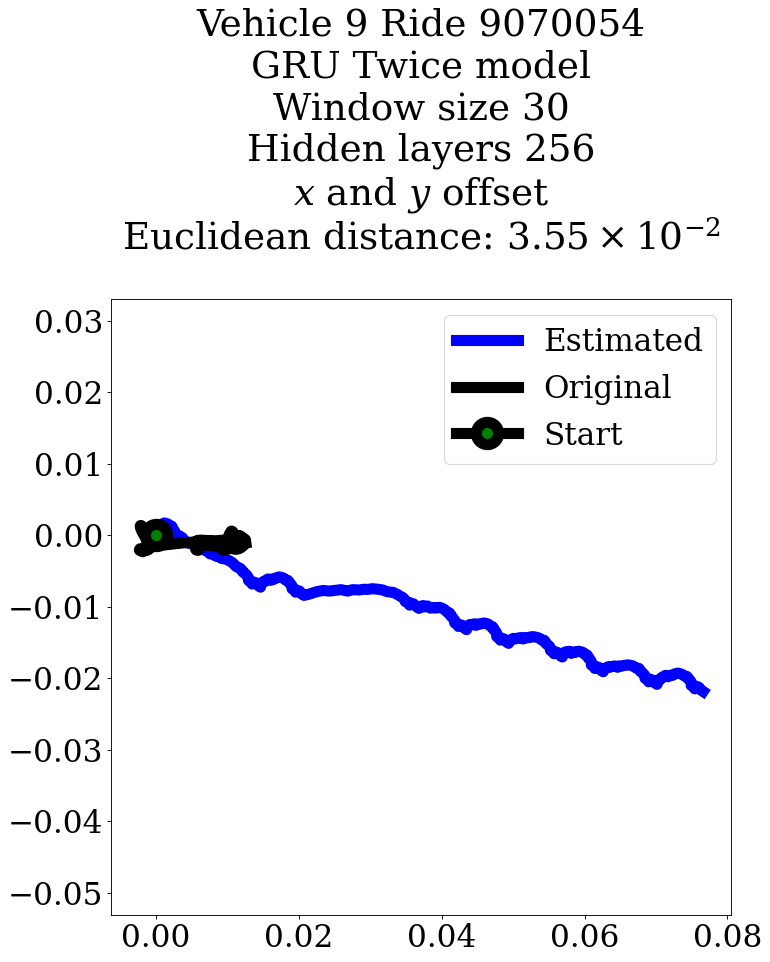 Vehicle 9 Ride 9070054
GRU Twice model
Window size 30
Hidden layers 256
x and y offset
Euclidean distance: 3.55 × 10⁻²
Estimated
Original
Start
0.03
0.02
0.01
0.00
−0.01
−0.02
−0.03
−0.04
−0.05
0.00 0.02 0.04 0.06 0.08